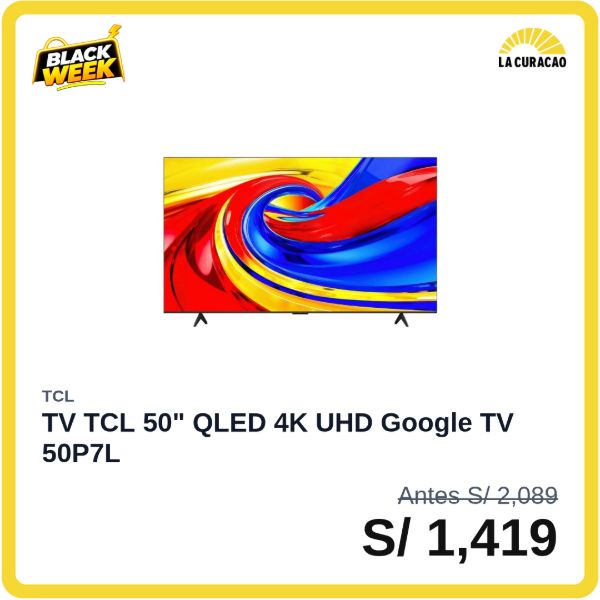 BLACK
WEEK
LA CURACAO
TCL
TV TCL 50" QLED 4K UHD Google TV
50P7L
Antes S/ 2,089
S/ 1,419